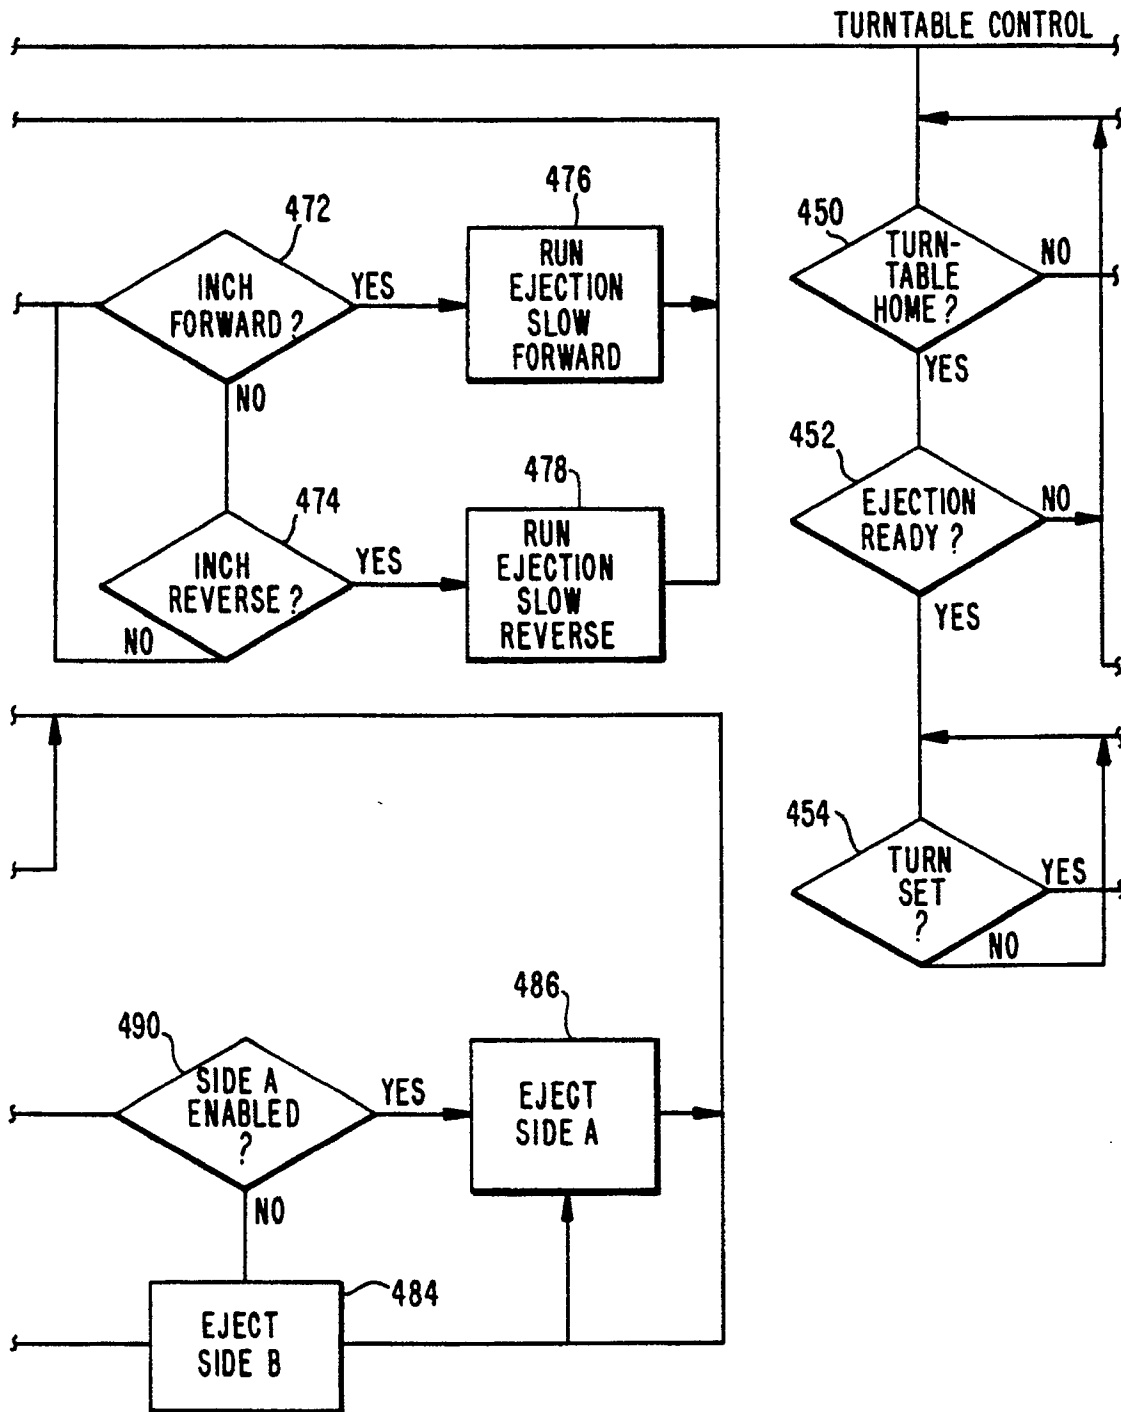 TURNTABLE CONTROL
472
INCH
FORWARD?
YES
NO
476
RUN
EJECTION
SLOW
FORWARD
474
INCH
REVERSE?
YES
NO
478
RUN
EJECTION
SLOW
REVERSE
450
TURN-
TABLE
HOME?
NO
YES
452
EJECTION
READY?
NO
YES
454
TURN
SET
?
YES
NO
490
SIDE A
ENABLED
?
YES
NO
486
EJECT
SIDE A
484
EJECT
SIDE B